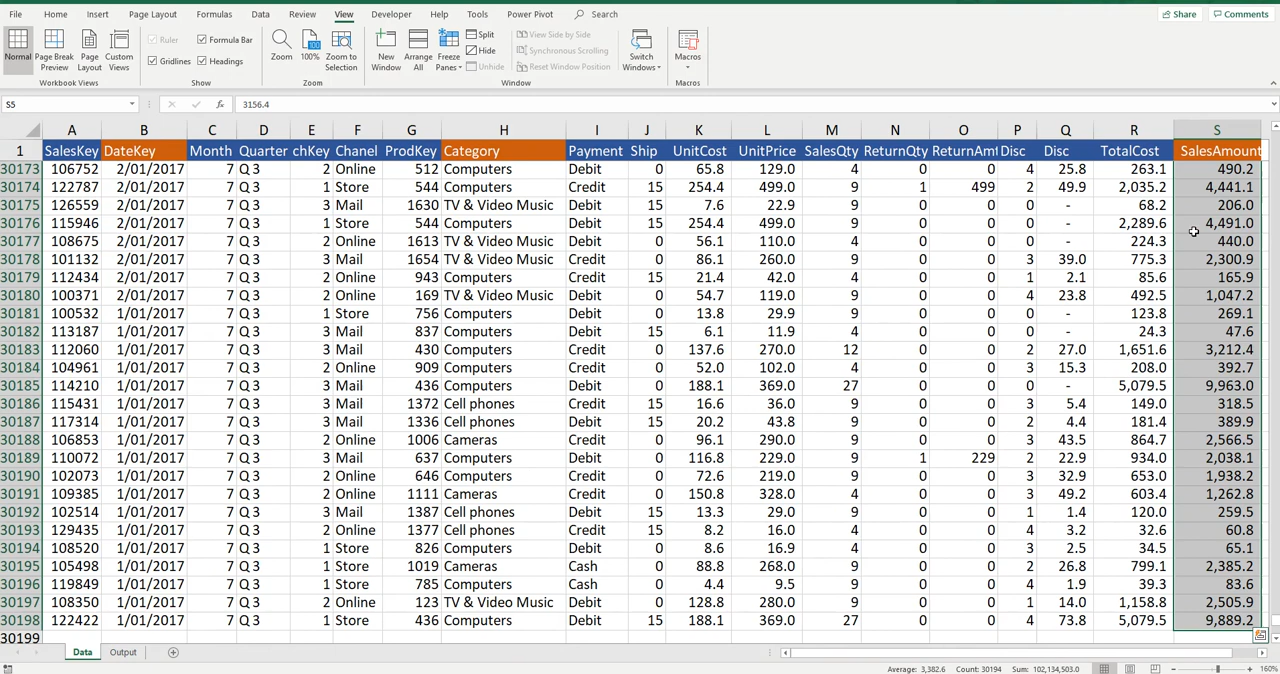 File Home Insert Page Layout Formulas Data Review View Developer Help Tools Power Pivot Search Share Comments
Normal Page Break Preview Page Layout Custom Views Ruler Formula Bar Gridlines Headings Zoom 100% Zoom to Selection New Window Arrange All Freeze Panes Split Hide Unhide View Side by Side Synchronous Scrolling Reset Window Position Switch Windows Macros
Workbook Views Show Zoom Window Macros
S5 fx 3156.4
A B C D E F G H I J K L M N O P Q R S
1 SalesKey DateKey Month Quarter chKey Chanel ProdKey Category Payment Ship UnitCost UnitPrice SalesQty ReturnQty ReturnAmt Disc Disc TotalCost SalesAmount
30173 106752 2/01/2017 7 Q 3 2 Online 512 Computers Debit 0 65.8 129.0 4 0 0 4 25.8 263.1 490.2
30174 122787 2/01/2017 7 Q 3 1 Store 544 Computers Credit 15 254.4 499.0 9 1 499 2 49.9 2,035.2 4,441.1
30175 126559 2/01/2017 7 Q 3 3 Mail 1630 TV & Video Music Debit 15 7.6 22.9 9 0 0 0 - 68.2 206.0
30176 115946 2/01/2017 7 Q 3 1 Store 544 Computers Debit 15 254.4 499.0 9 0 0 0 - 2,289.6 4,491.0
30177 108675 2/01/2017 7 Q 3 2 Online 1613 TV & Video Music Debit 0 56.1 110.0 4 0 0 0 - 224.3 440.0
30178 101132 2/01/2017 7 Q 3 3 Mail 1654 TV & Video Music Credit 0 86.1 260.0 9 0 0 3 39.0 775.3 2,300.9
30179 112434 2/01/2017 7 Q 3 2 Online 943 Computers Credit 15 21.4 42.0 4 0 0 1 2.1 85.6 165.9
30180 100371 2/01/2017 7 Q 3 2 Online 169 TV & Video Music Debit 0 54.7 119.0 9 0 0 4 23.8 492.5 1,047.2
30181 100532 1/01/2017 7 Q 3 1 Store 756 Computers Debit 0 13.8 29.9 9 0 0 0 - 123.8 269.1
30182 113187 1/01/2017 7 Q 3 3 Mail 837 Computers Debit 15 6.1 11.9 4 0 0 0 - 24.3 47.6
30183 112060 1/01/2017 7 Q 3 3 Mail 430 Computers Credit 0 137.6 270.0 12 0 0 2 27.0 1,651.6 3,212.4
30184 104961 1/01/2017 7 Q 3 2 Online 909 Computers Credit 0 52.0 102.0 4 0 0 3 15.3 208.0 392.7
30185 114210 1/01/2017 7 Q 3 3 Mail 436 Computers Debit 0 188.1 369.0 27 0 0 0 - 5,079.5 9,963.0
30186 115431 1/01/2017 7 Q 3 3 Mail 1372 Cell phones Debit 15 16.6 36.0 9 0 0 3 5.4 149.0 318.5
30187 117314 1/01/2017 7 Q 3 3 Mail 1336 Cell phones Debit 15 20.2 43.8 9 0 0 2 4.4 181.4 389.9
30188 106853 1/01/2017 7 Q 3 2 Online 1006 Cameras Credit 0 96.1 290.0 9 0 0 3 43.5 864.7 2,566.5
30189 110072 1/01/2017 7 Q 3 3 Mail 637 Computers Debit 0 116.8 229.0 9 1 229 2 22.9 934.0 2,038.1
30190 102073 1/01/2017 7 Q 3 2 Online 646 Computers Credit 0 72.6 219.0 9 0 0 3 32.9 653.0 1,938.2
30191 109385 1/01/2017 7 Q 3 2 Online 1111 Cameras Credit 0 150.8 328.0 4 0 0 3 49.2 603.4 1,262.8
30192 102514 1/01/2017 7 Q 3 3 Mail 1387 Cell phones Debit 15 13.3 29.0 9 0 0 1 1.4 120.0 259.5
30193 129435 1/01/2017 7 Q 3 2 Online 1377 Cell phones Credit 15 8.2 16.0 4 0 0 4 3.2 32.6 60.8
30194 108520 1/01/2017 7 Q 3 1 Store 826 Computers Debit 0 8.6 16.9 4 0 0 3 2.5 34.5 65.1
30195 105498 1/01/2017 7 Q 3 1 Store 1019 Cameras Cash 0 88.8 268.0 9 0 0 2 26.8 799.1 2,385.2
30196 119849 1/01/2017 7 Q 3 1 Store 785 Computers Cash 0 4.4 9.5 9 0 0 4 1.9 39.3 83.6
30197 108350 1/01/2017 7 Q 3 2 Online 123 TV & Video Music Debit 0 128.8 280.0 9 0 0 1 14.0 1,158.8 2,505.9
30198 122422 1/01/2017 7 Q 3 1 Store 436 Computers Debit 0 188.1 369.0 27 0 0 4 73.8 5,079.5 9,889.2
30199
Data Output
Average: 3,382.6 Count: 30194 Sum: 102,134,503.0 160%